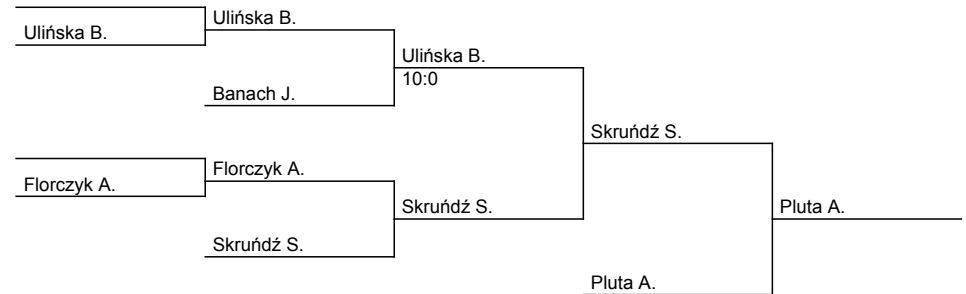 Ulińska B.
Ulińska B.
Banach J.
Ulińska B.
10:0
Florczyk A.
Florczyk A.
Skruńdź S.
Skruńdź S.
Skruńdź S.
Pluta A.
Pluta A.